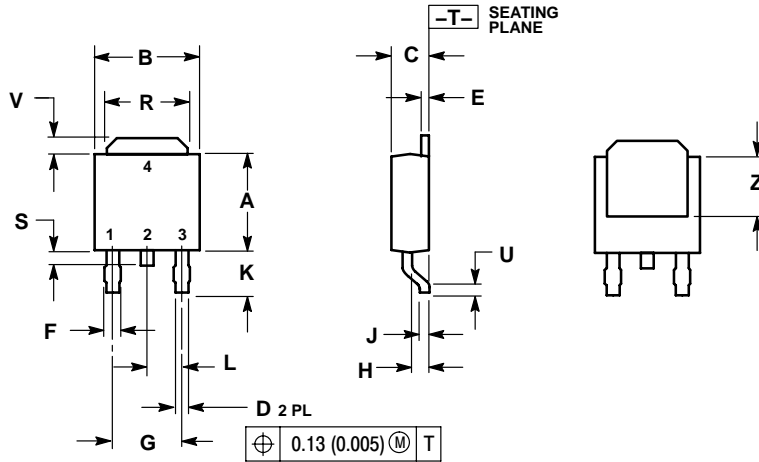 –T– SEATING
PLANE
B
C
V
R
E
4
Z
A
S
1 2 3
U
K
F
J
L
H
D 2 PL
G
⌖ 0.13 (0.005) Ⓜ T